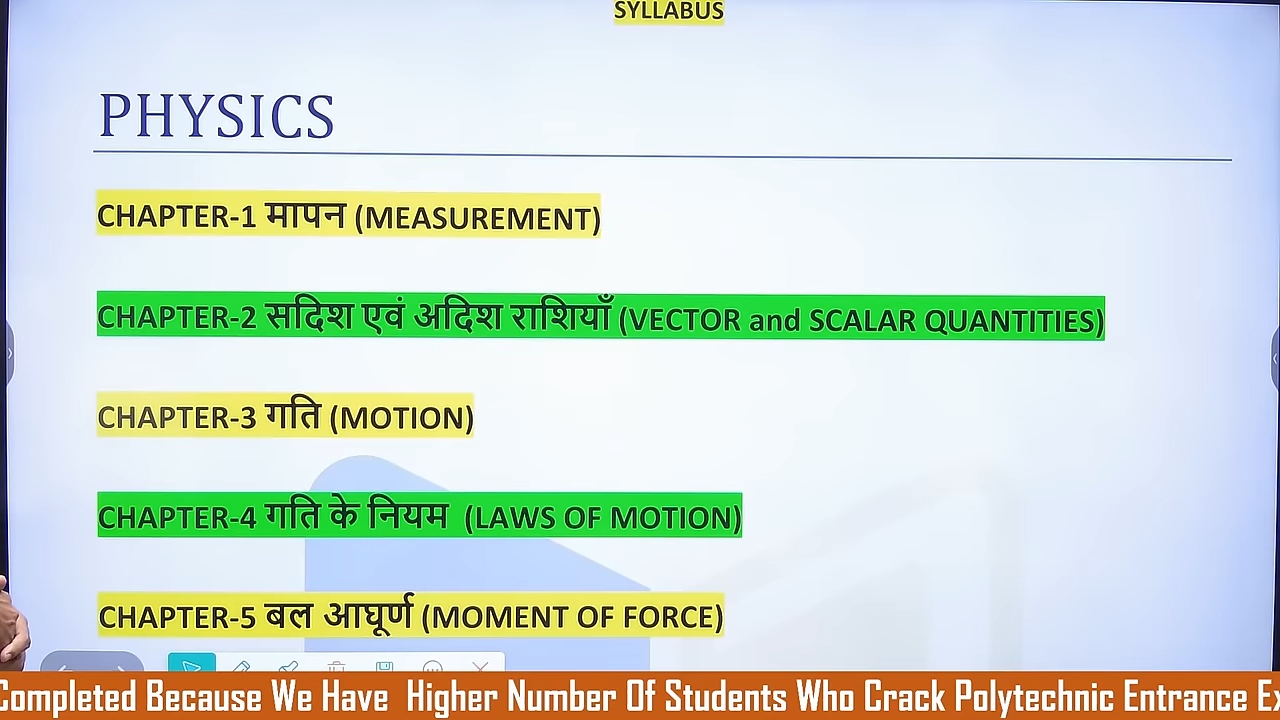 SYLLABUS
PHYSICS
CHAPTER-1 मापन (MEASUREMENT)
CHAPTER-2 सदिश एवं अदिश राशियाँ (VECTOR and SCALAR QUANTITIES)
CHAPTER-3 गति (MOTION)
CHAPTER-4 गति के नियम (LAWS OF MOTION)
CHAPTER-5 बल आघूर्ण (MOMENT OF FORCE)
Completed Because We Have Higher Number Of Students Who Crack Polytechnic Entrance